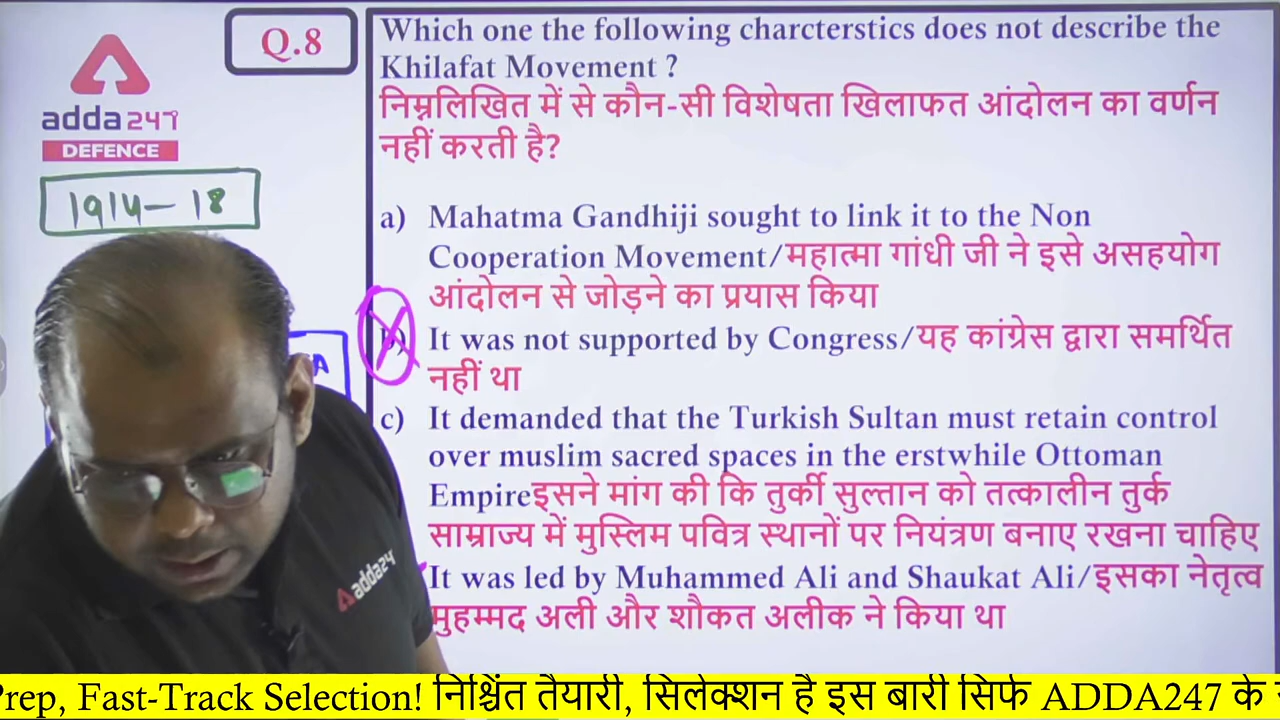 Q.8
adda247
DEFENCE
1914-18
Which one the following charcterstics does not describe the
Khilafat Movement ?
निम्नलिखित में से कौन-सी विशेषता खिलाफत आंदोलन का वर्णन
नहीं करती है?
a) Mahatma Gandhiji sought to link it to the Non
Cooperation Movement/महात्मा गांधी जी ने इसे असहयोग
आंदोलन से जोड़ने का प्रयास किया
b) It was not supported by Congress/यह कांग्रेस द्वारा समर्थित
नहीं था
c) It demanded that the Turkish Sultan must retain control
over muslim sacred spaces in the erstwhile Ottoman
Empireइसने मांग की कि तुर्की सुल्तान को तत्कालीन तुर्क
साम्राज्य में मुस्लिम पवित्र स्थानों पर नियंत्रण बनाए रखना चाहिए
It was led by Muhammed Ali and Shaukat Ali/इसका नेतृत्व
मुहम्मद अली और शौकत अलीक ने किया था
adda24
Prep, Fast-Track Selection! निश्चिंत तैयारी, सिलेक्शन है इस बारी सिर्फ ADDA247 के